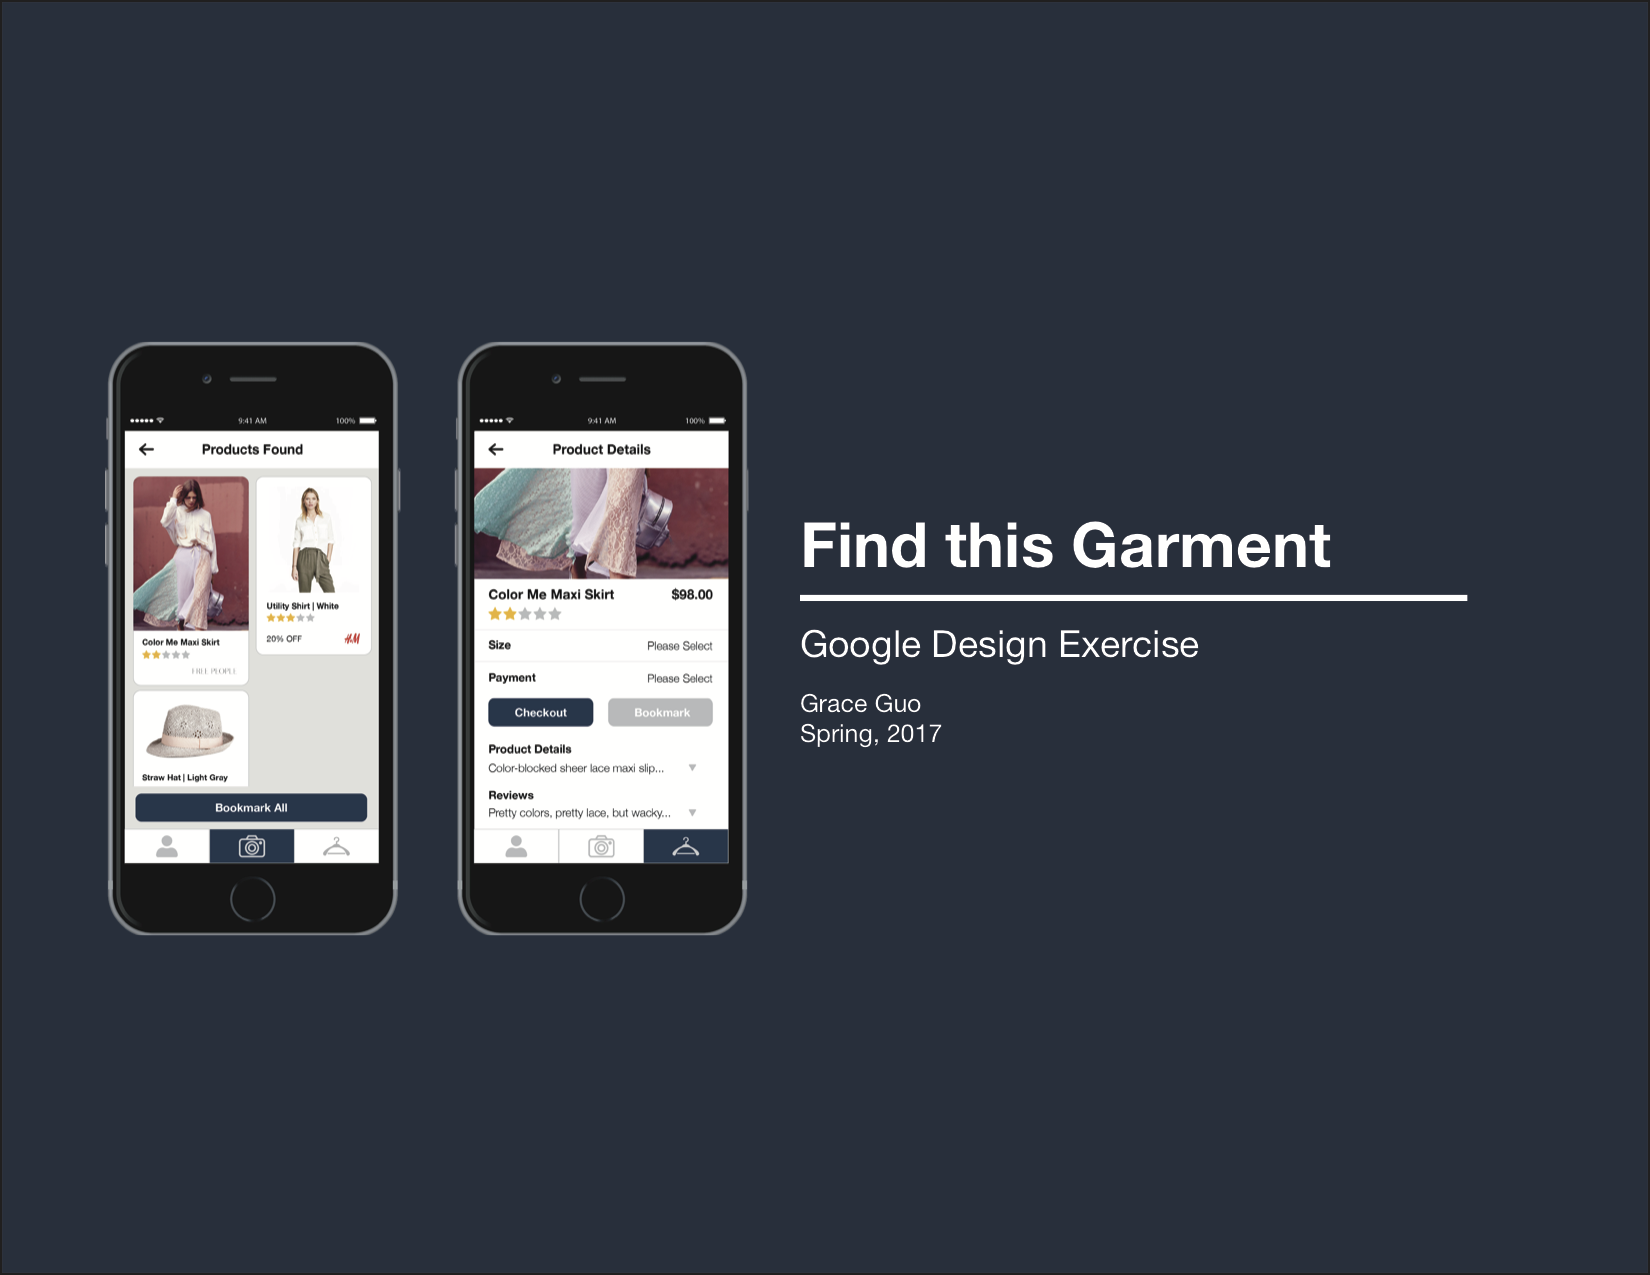 9:41 AM 100%
Products Found
Color Me Maxi Skirt
FREE PEOPLE
Utility Shirt | White
20% OFF H&M
Straw Hat | Light Gray
Bookmark All
9:41 AM 100%
Product Details
Color Me Maxi Skirt $98.00
Size Please Select
Payment Please Select
Checkout Bookmark
Product Details
Color-blocked sheer lace maxi slip...
Reviews
Pretty colors, pretty lace, but wacky...
Find this Garment
Google Design Exercise
Grace Guo
Spring, 2017